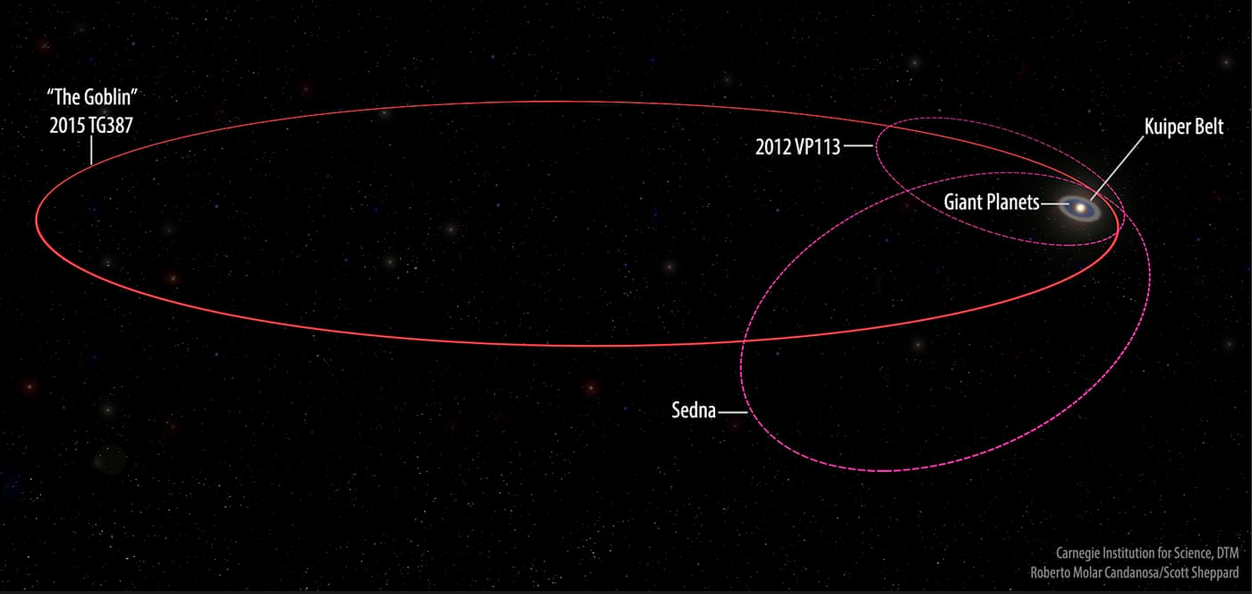 “The Goblin”
2015 TG387
2012 VP113
Kuiper Belt
Giant Planets
Sedna
Carnegie Institution for Science, DTM
Roberto Molar Candanosa/Scott Sheppard